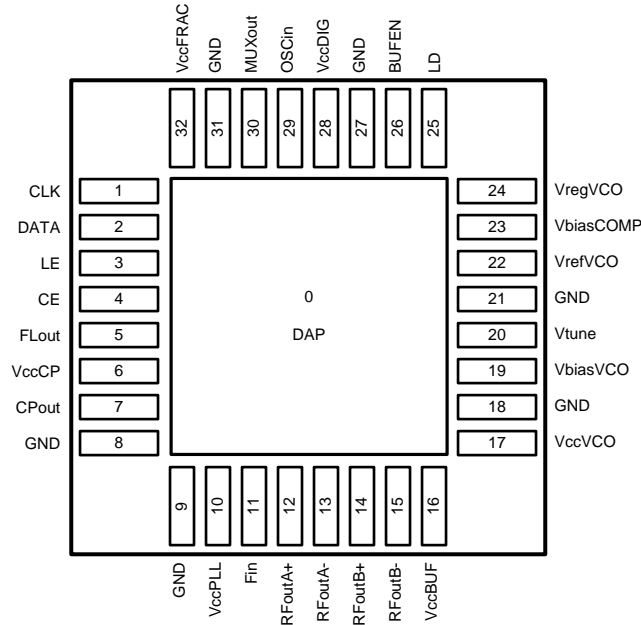 VccFRAC
GND
MUXout
OSCin
VccDIG
GND
BUFEN
LD
32
31
30
29
28
27
26
25
CLK 1
DATA 2
LE 3
CE 4
FLout 5
VccCP 6
CPout 7
GND 8
0
DAP
24 VregVCO
23 VbiasCOMP
22 VrefVCO
21 GND
20 Vtune
19 VbiasVCO
18 GND
17 VccVCO
9
10
11
12
13
14
15
16
GND
VccPLL
Fin
RFoutA+
RFoutA-
RFoutB+
RFoutB-
VccBUF